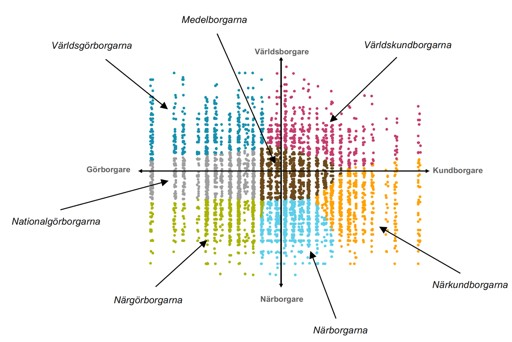 Medelborgarna
Världsgörborgarna
Världskundborgarna
Världsborgare
Görborgare
Kundborgare
Nationalgörborgarna
Närgörborgarna
Närborgare
Närkundborgarna
Närborgarna